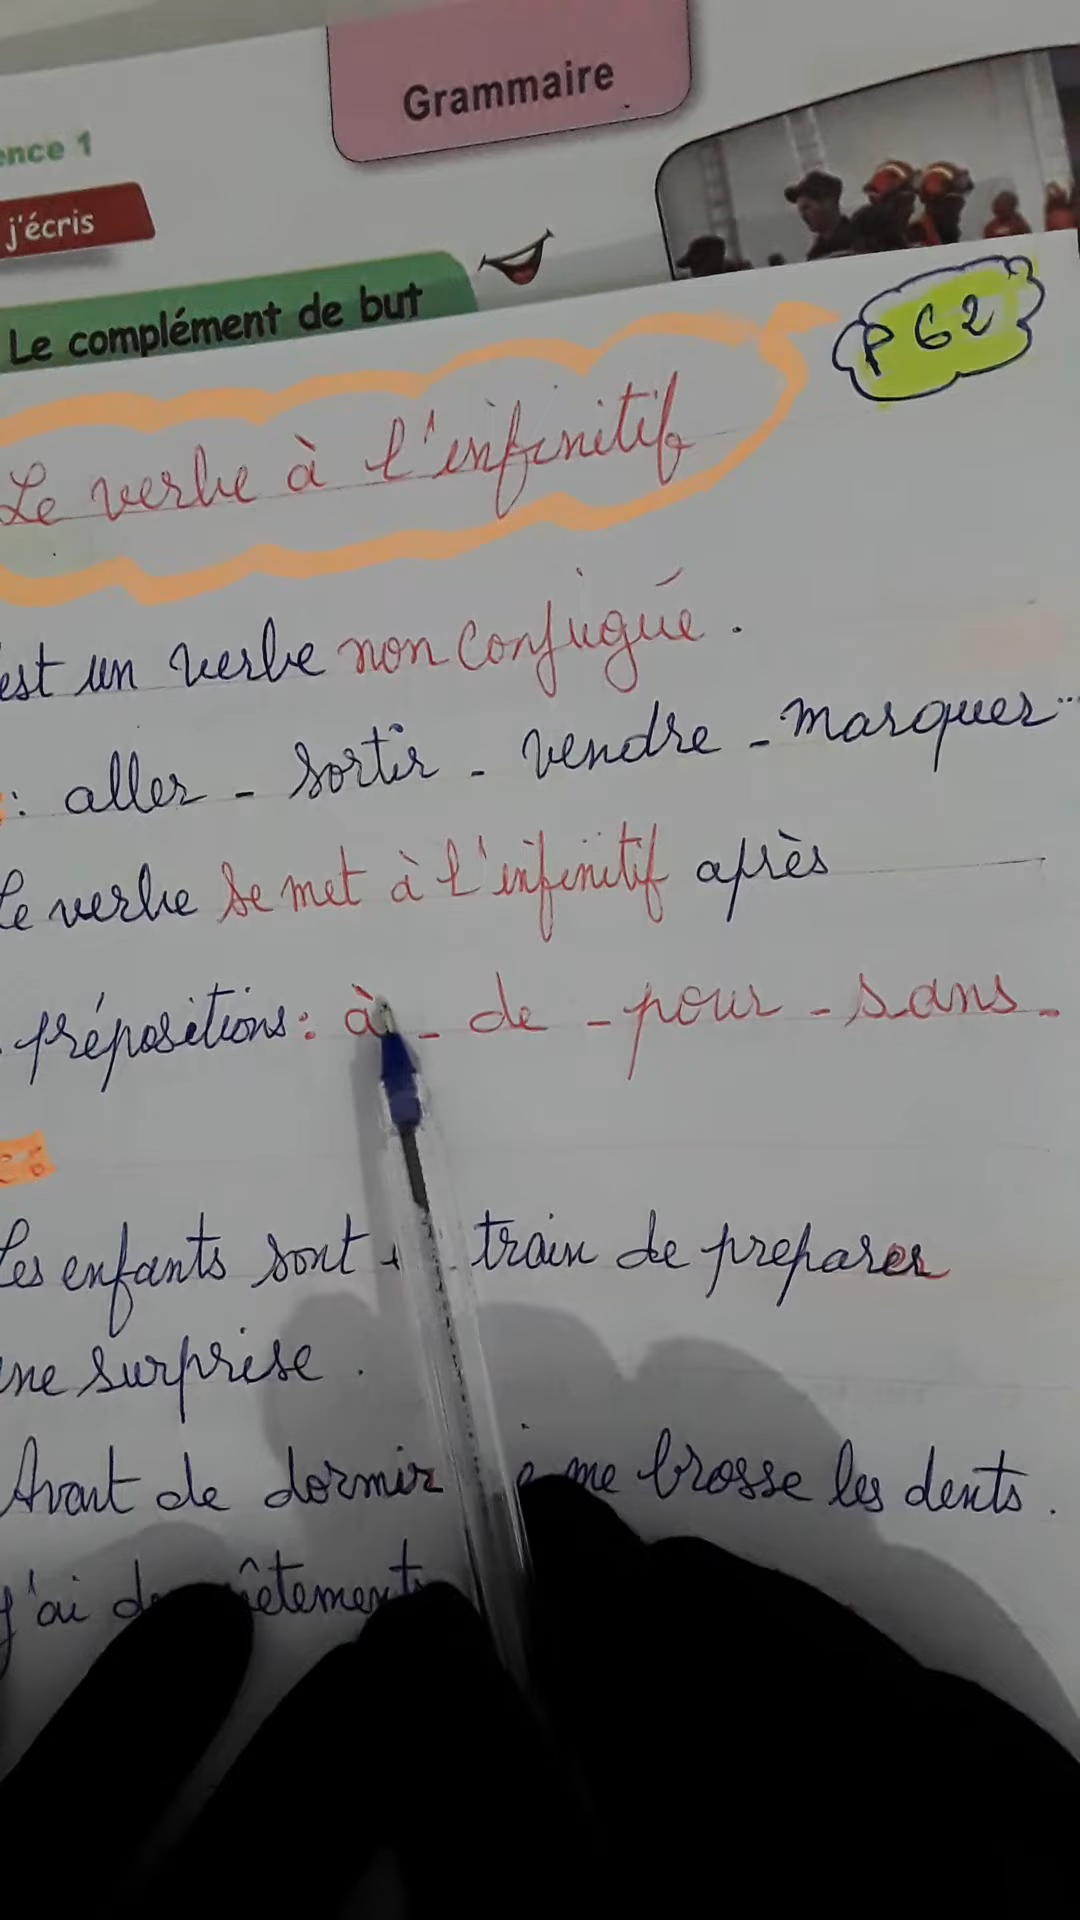 Grammaire
ence 1
j'écris
Le complément de but
P 62
Le verbe à l'infinitif
est un verbe non conjugué.
: aller - sortir - vendre - marquer...
Le verbe se met à l'infinitif après
prépositions: à - de - pour - sans -
Les enfants sont train de preparer
ne surprise.
Avant de dormir me brosse les dents.
J'ai